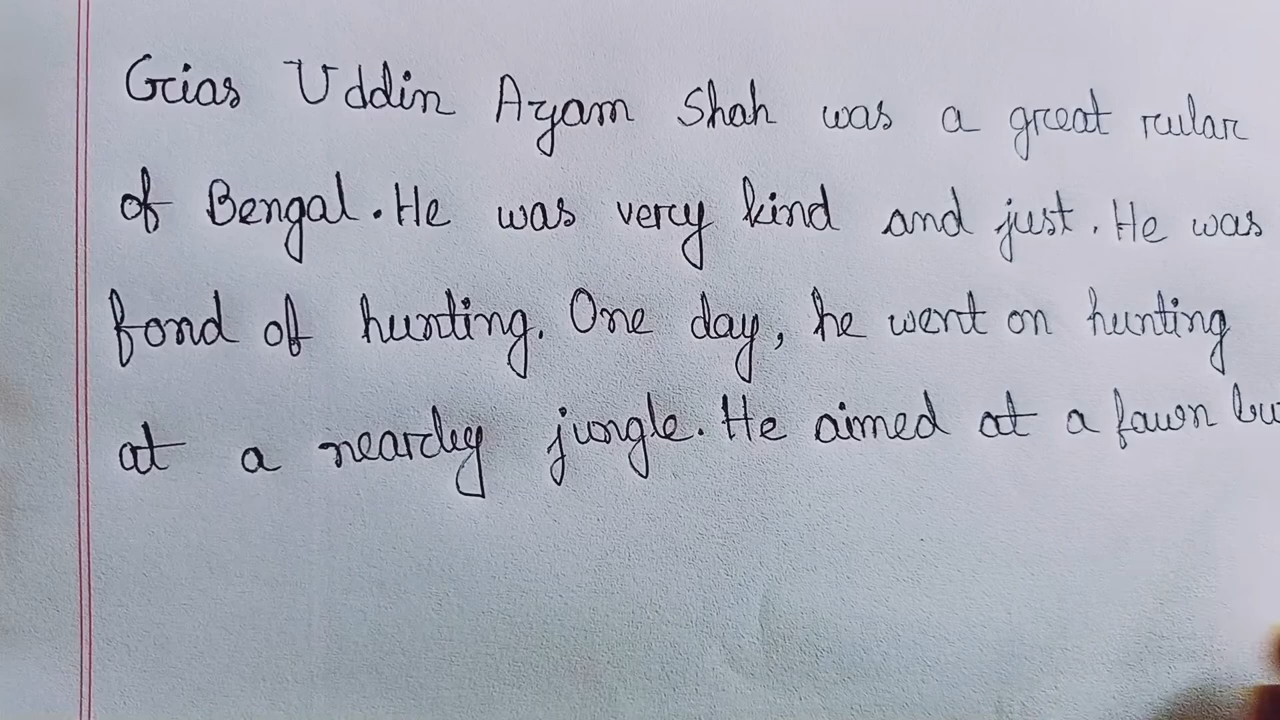 Gias Uddin Azam Shah was a great rular
of Bengal. He was very kind and just. He was
fond of hunting. One day, he went on hunting
at a nearby jungle. He aimed at a fawn bu